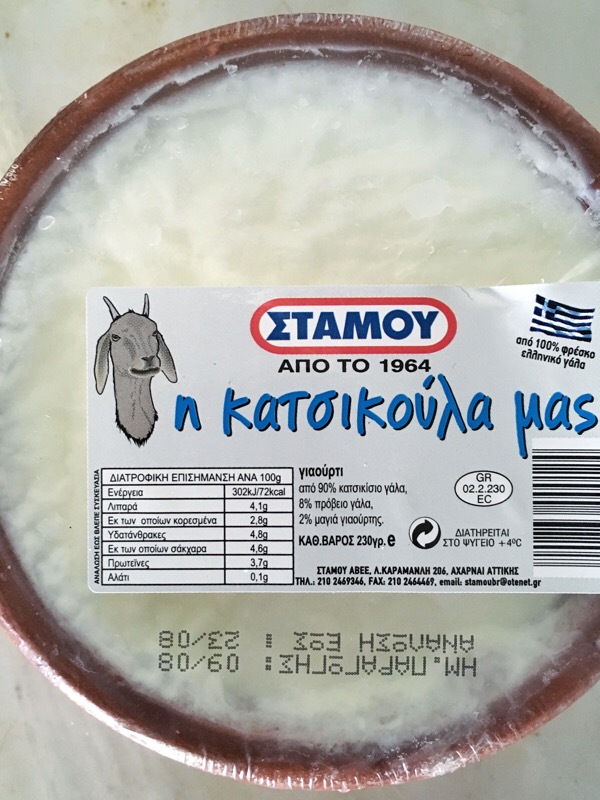 ΣΤΑΜΟΥ
ΑΠΟ ΤΟ 1964
από 100% φρέσκο
ελληνικό γάλα
η κατσικούλα μας
ΑΝΑΛΩΣΗ ΕΩΣ ΒΛΕΠΕ ΣΥΣΚΕΥΑΣΙΑ
ΔΙΑΤΡΟΦΙΚΗ ΕΠΙΣΗΜΑΝΣΗ ΑΝΑ 100g
Ενέργεια 302kJ/72kcal
Λιπαρά 4,1g
Εκ των οποίων κορεσμένα 2,8g
Υδατάνθρακες 4,8g
Εκ των οποίων σάκχαρα 4,6g
Πρωτεΐνες 3,7g
Αλάτι 0,1g
γιαούρτι
από 90% κατσικίσιο γάλα,
8% πρόβειο γάλα,
2% μαγιά γιαούρτης.
ΚΑΘ.ΒΑΡΟΣ 230γρ. e
GR
02.2.230
EC
ΔΙΑΤΗΡΕΙΤΑΙ
ΣΤΟ ΨΥΓΕΙΟ +4ºC
ΣΤΑΜΟΥ ΑΒΕΕ, Λ.ΚΑΡΑΜΑΝΛΗ 206, ΑΧΑΡΝΑΙ ΑΤΤΙΚΗΣ
ΤΗΛ.: 210 2469346, FAX: 210 2464469, email: stamoubr@otenet.gr
ΗΜ.ΠΑΡΑΓΩΓΗΣ: 09/08
ΑΝΑΛΩΣΗ ΕΩΣ : 23/08